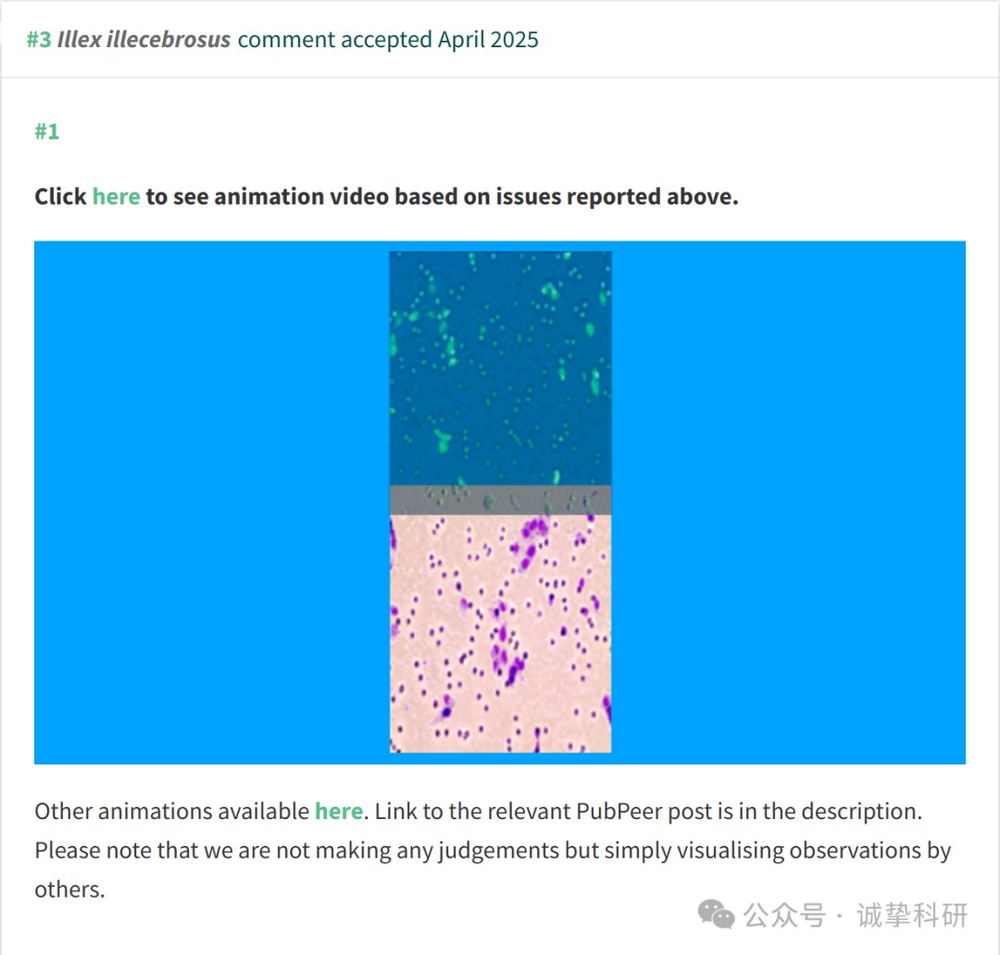 #3 Illex illecebrosus comment accepted April 2025
#1
Click here to see animation video based on issues reported above.
Other animations available here. Link to the relevant PubPeer post is in the description.
Please note that we are not making any judgements but simply visualising observations by
others.
公众号 · 诚挚科研